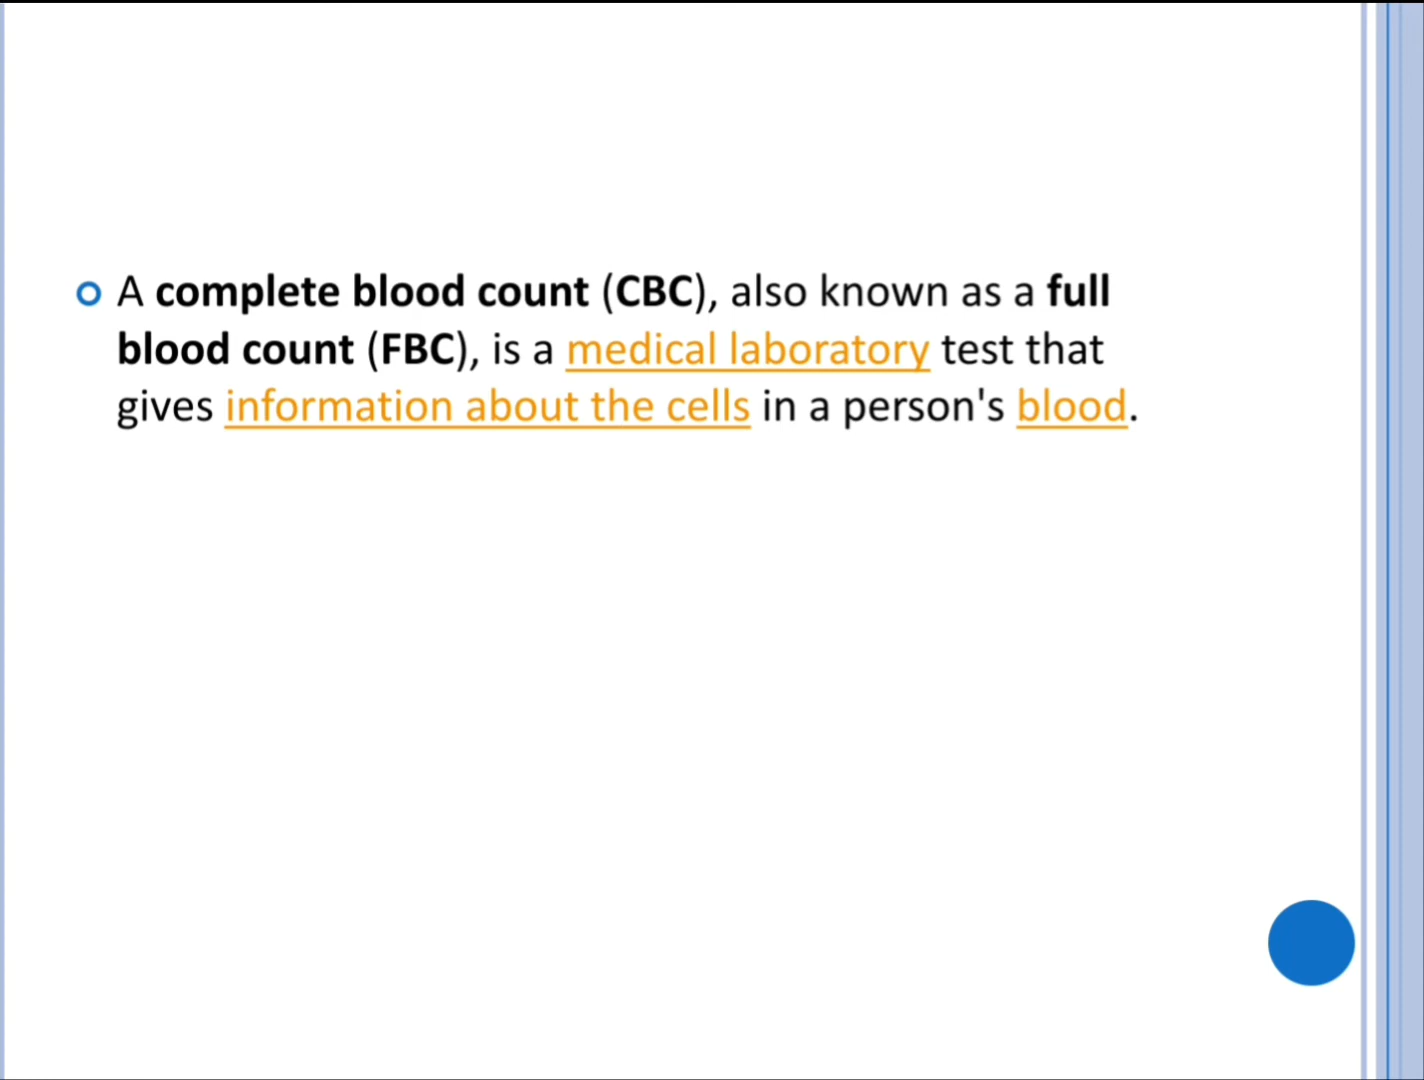 A complete blood count (CBC), also known as a full
blood count (FBC), is a medical laboratory test that
gives information about the cells in a person's blood.